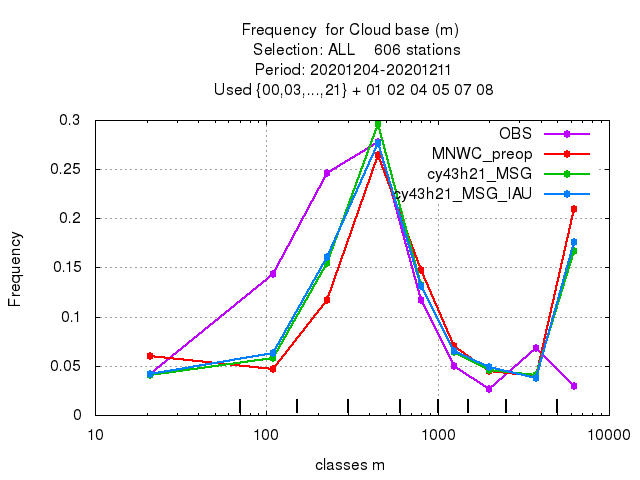 Frequency  for Cloud base (m)
Selection: ALL    606 stations
Period: 20201204-20201211
Used {00,03,...,21} + 01 02 04 05 07 08
0.3
OBS
MNWC_preop
cy43h21_MSG
cy43h21_MSG_IAU
0.25
0.2
0.15
0.1
0.05
0
Frequency
10
100
1000
10000
classes m